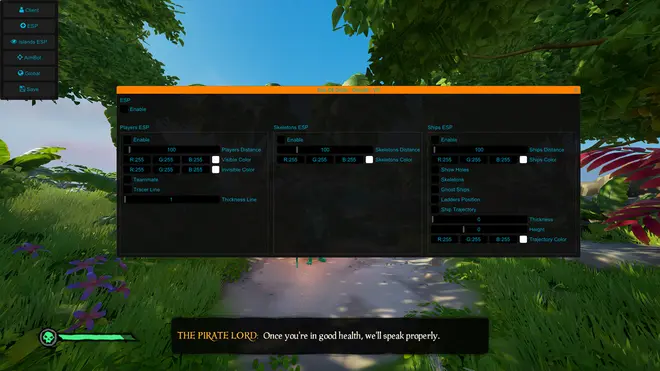 Client
ESP
Islands ESP
AimBot
Global
Save
ESP
Enable
Players ESP
Enable
100 Players Distance
R:255 G:255 B:255 Visible Color
R:255 G:255 B:255 Invisible Color
Teammate
Tracer Line
1 Thickness Line
Skeletons ESP
Enable
100 Skeletons Distance
R:255 G:255 B:255 Skeletons Color
Ships ESP
Enable
100 Ships Distance
R:255 G:255 B:255 Ships Color
Show Holes
Skeletons
Ghost Ships
Ladders Position
Ship Trajectory
0 Thickness
0 Height
R:255 G:255 B:255 Trajectory Color
THE PIRATE LORD: Once you're in good health, we'll speak properly.